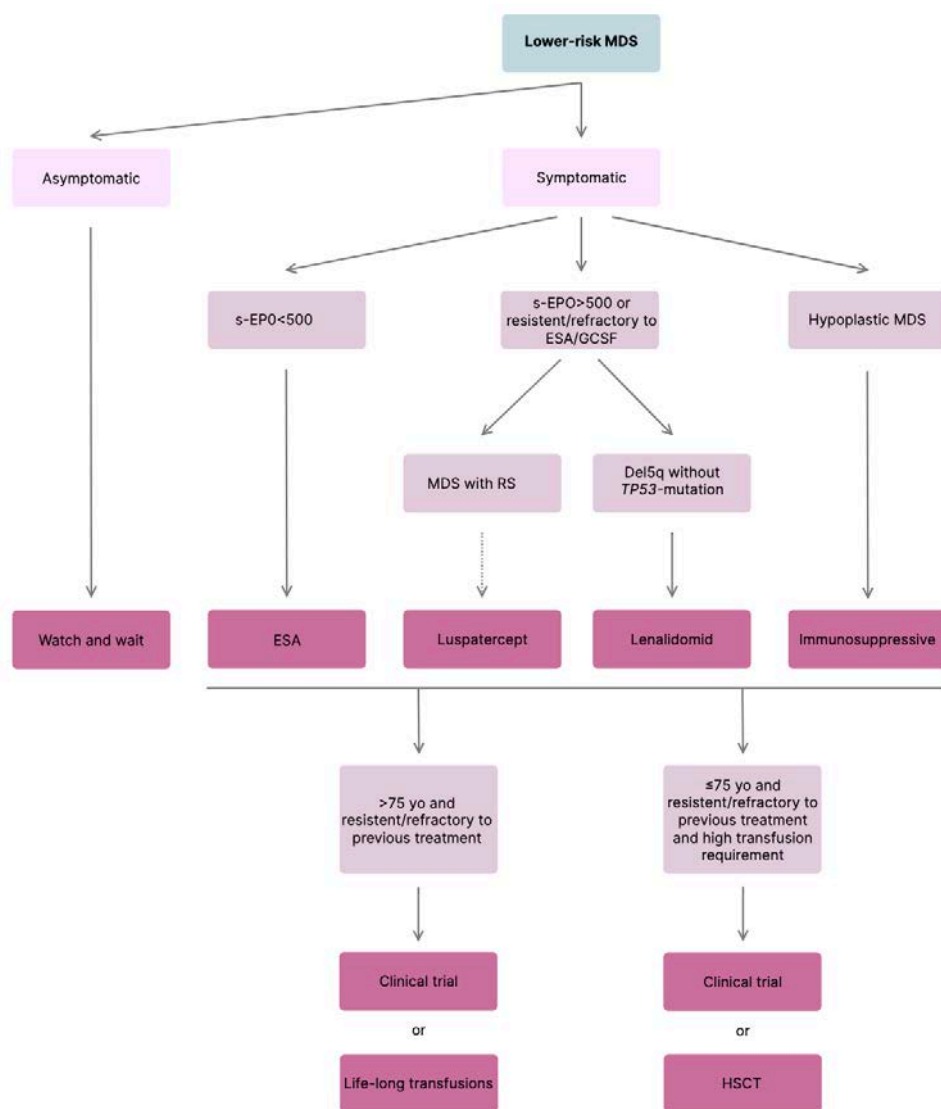 Lower-risk MDS
Asymptomatic
Symptomatic
s-EP0<500
s-EPO>500 or
resistent/refractory to
ESA/GCSF
Hypoplastic MDS
MDS with RS
Del5q without
TP53-mutation
Watch and wait
ESA
Luspatercept
Lenalidomid
Immunosuppressive
>75 yo and
resistent/refractory to
previous treatment
≤75 yo and
resistent/refractory to
previous treatment
and high transfusion
requirement
Clinical trial
or
Life-long transfusions
Clinical trial
or
HSCT